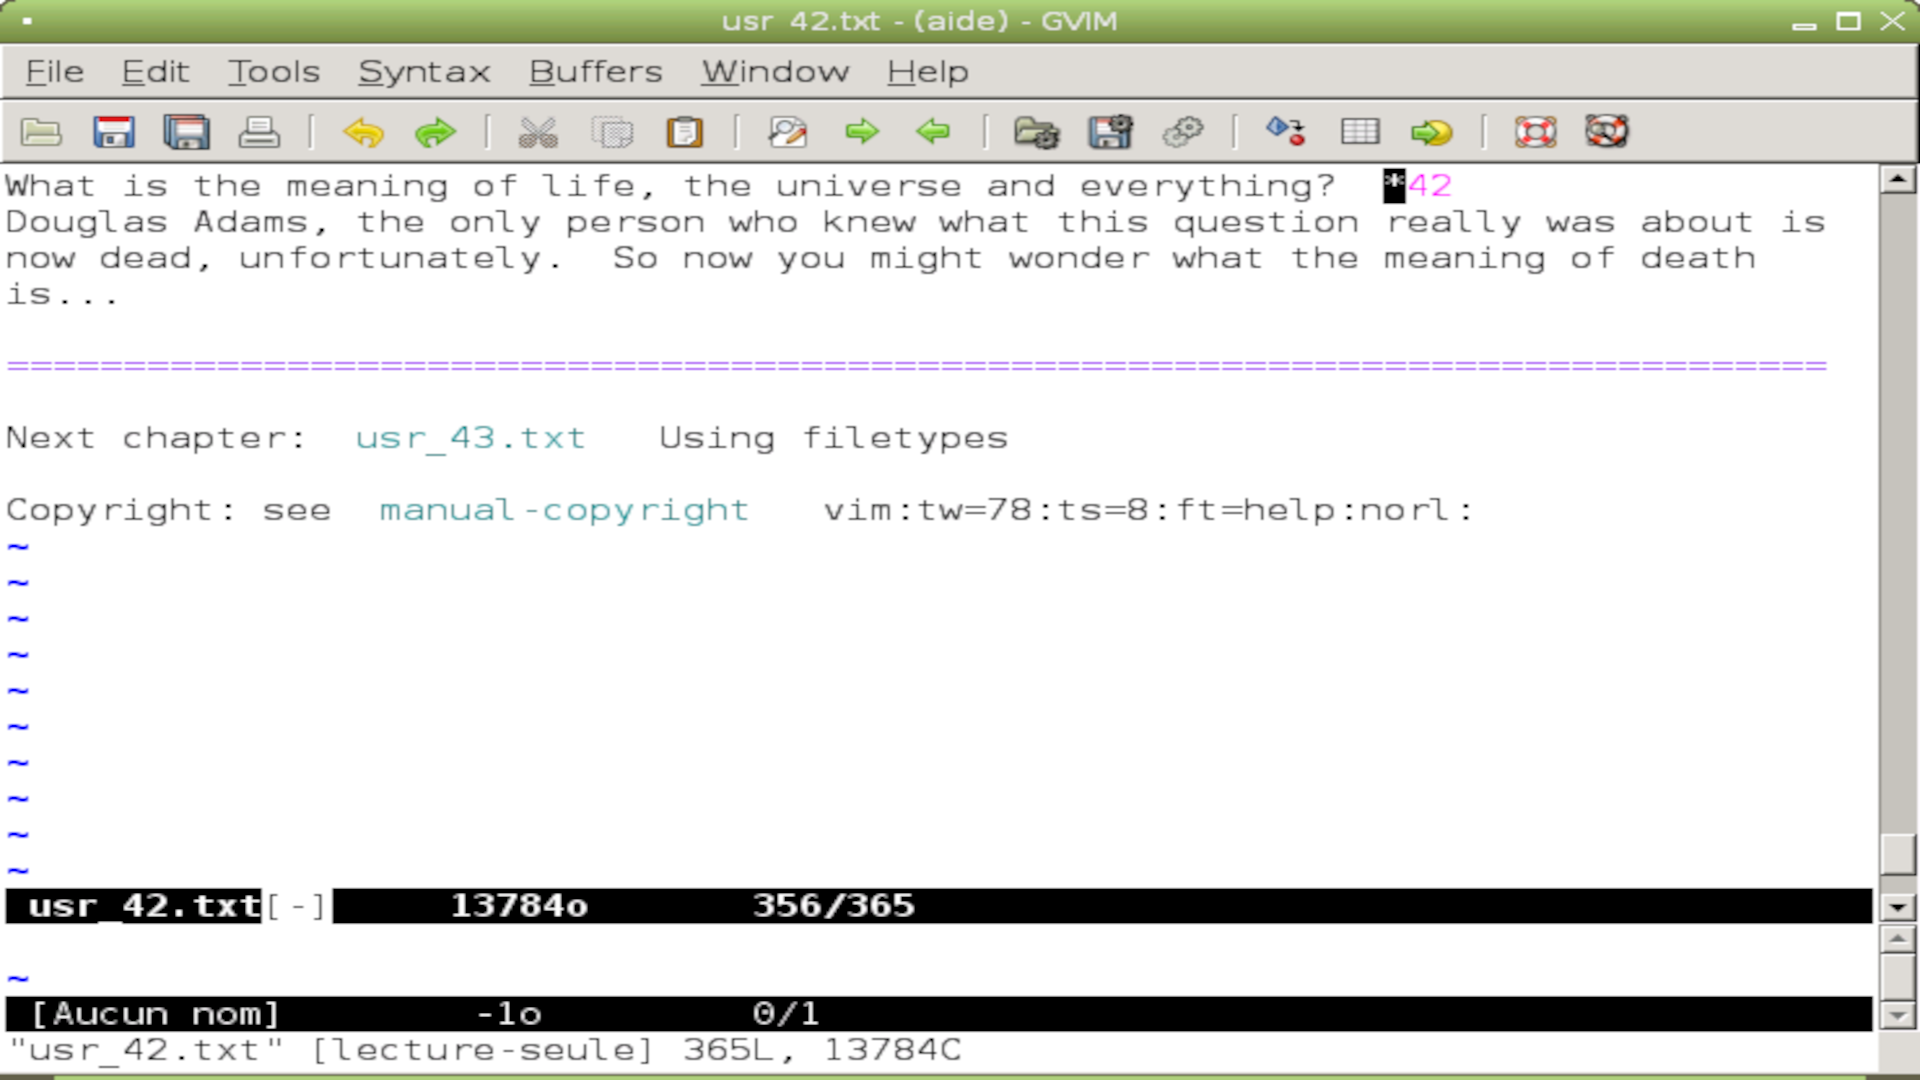 usr 42.txt - (aide) - GVIM
File Edit Tools Syntax Buffers Window Help
What is the meaning of life, the universe and everything?  *42
Douglas Adams, the only person who knew what this question really was about is
now dead, unfortunately.  So now you might wonder what the meaning of death
is...
==============================================================================
Next chapter:  usr_43.txt   Using filetypes
Copyright: see  manual-copyright   vim:tw=78:ts=8:ft=help:norl:
~
~
~
~
~
~
~
~
~
~
usr_42.txt[-]     13784o       356/365
~
[Aucun nom]        -1o         0/1
"usr_42.txt" [lecture-seule] 365L, 13784C